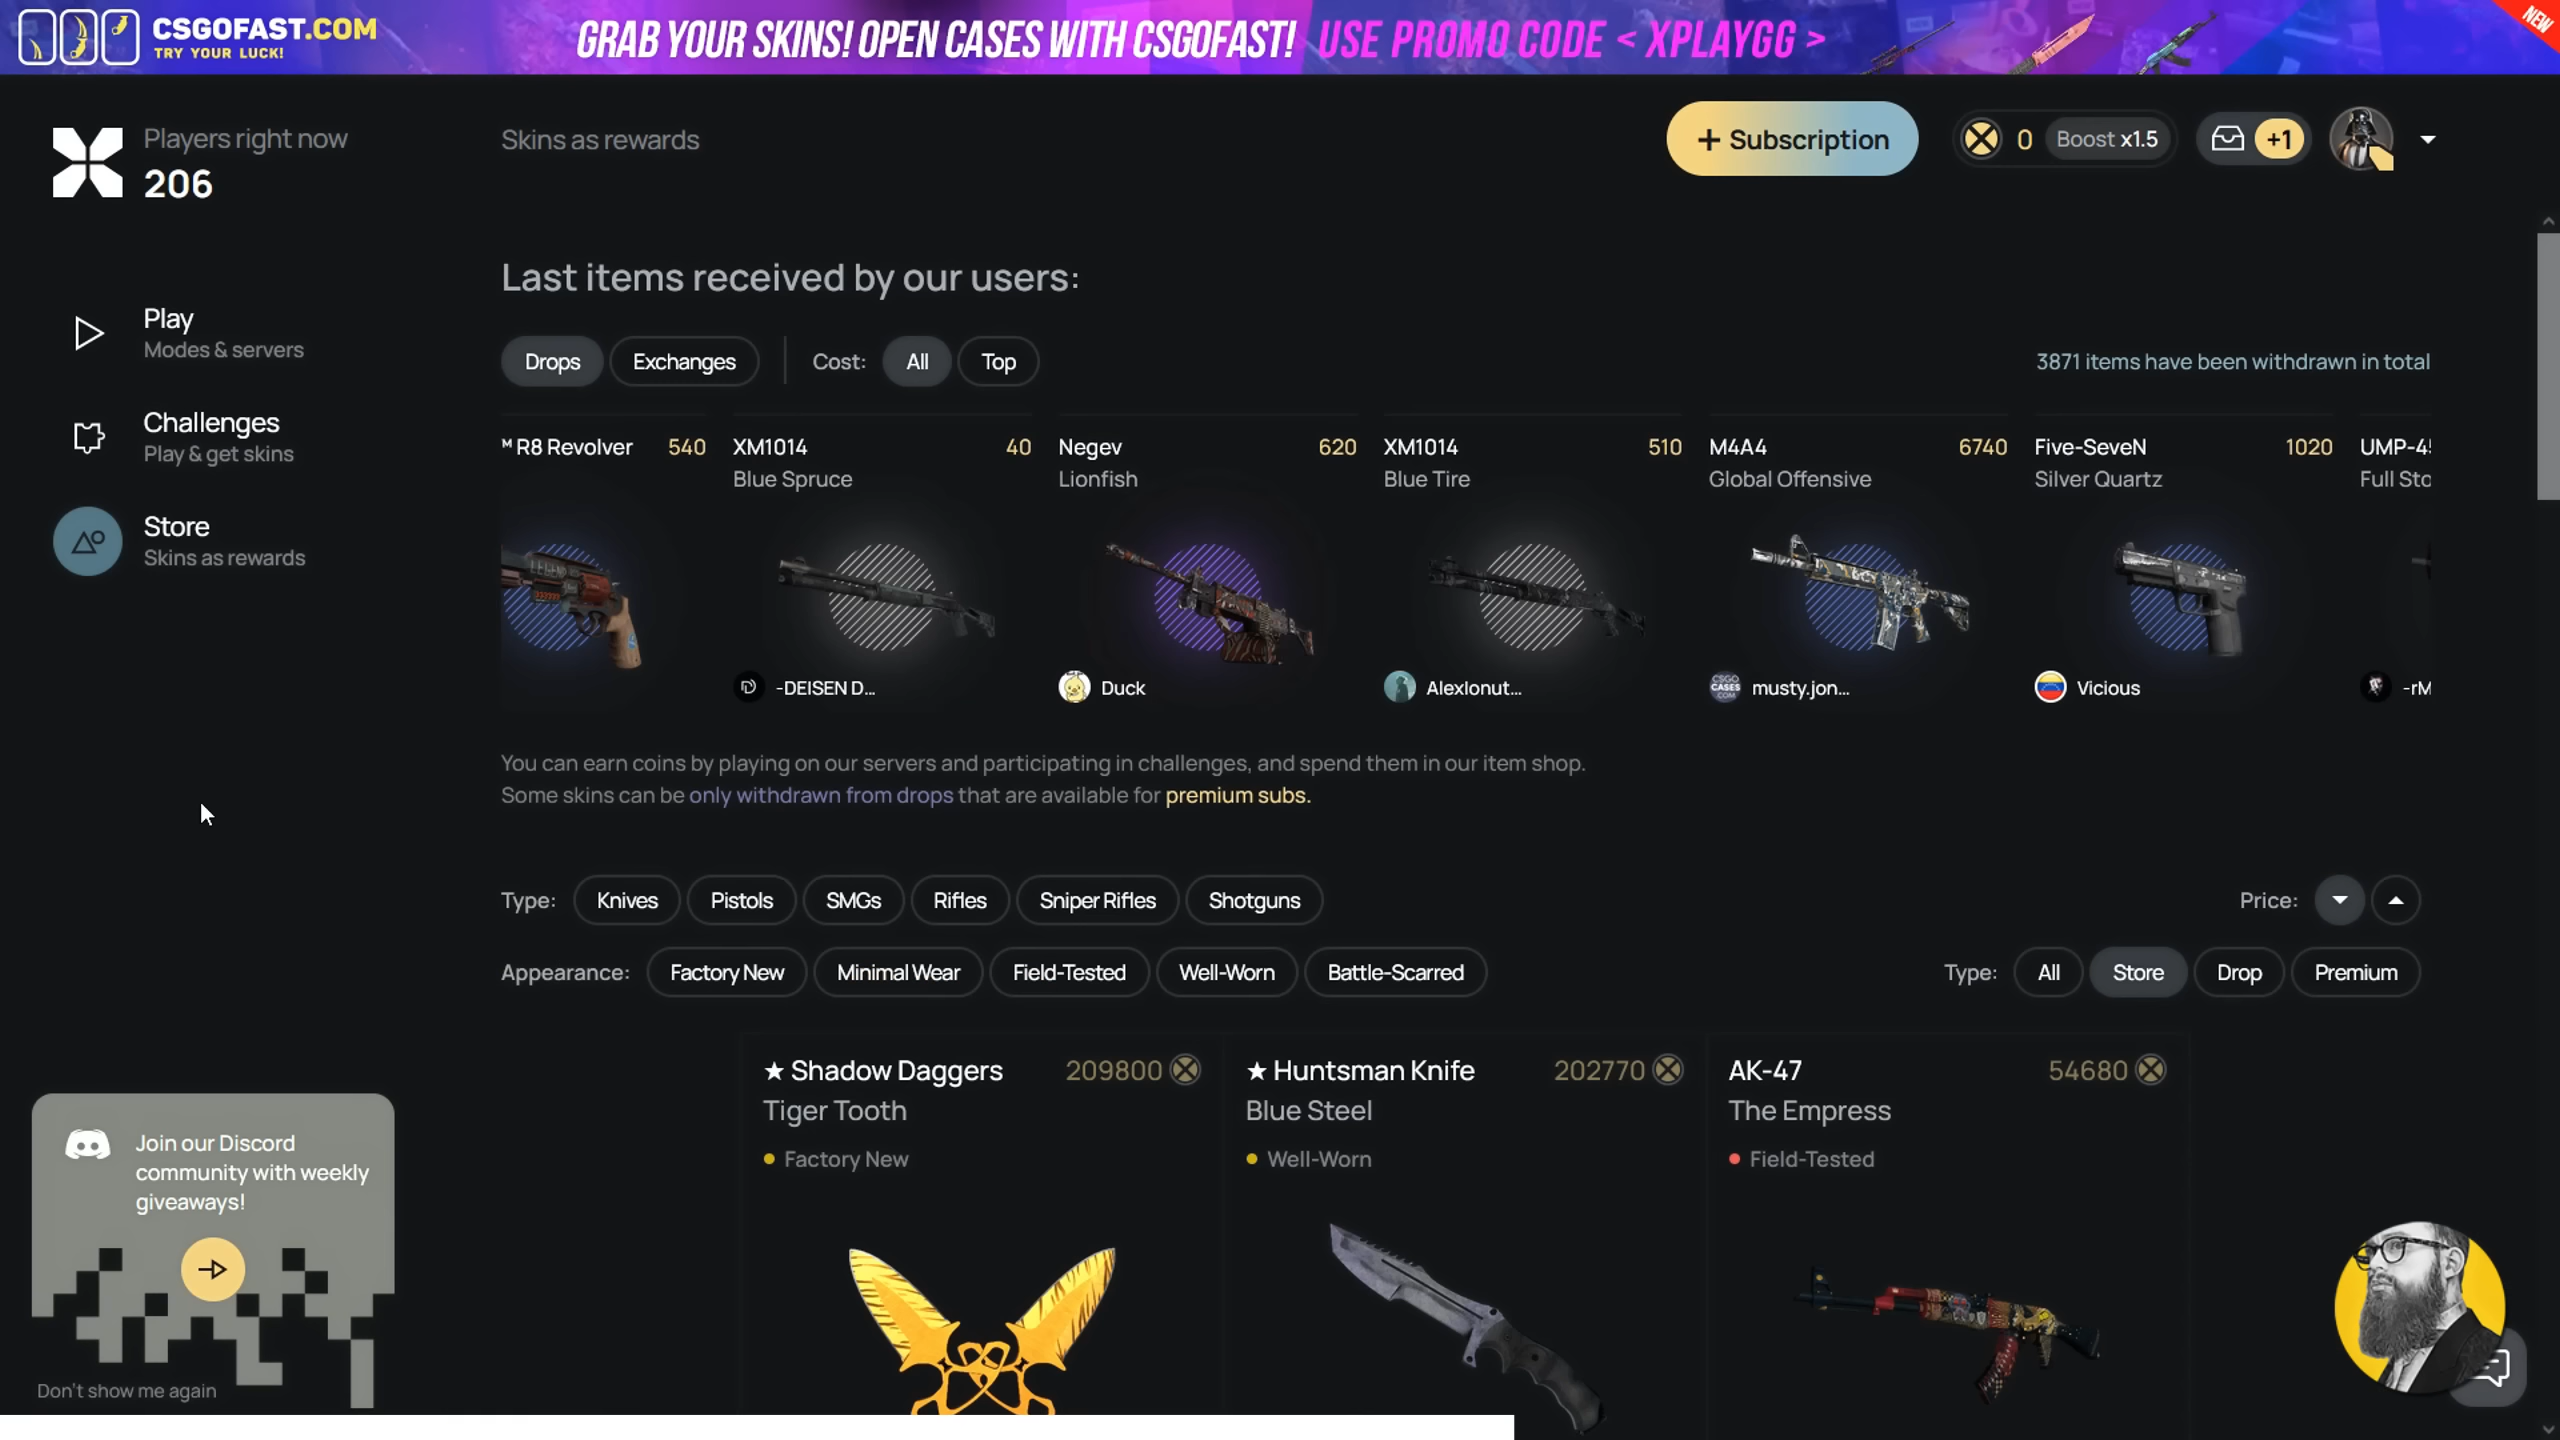 CSGOFAST.COM
TRY YOUR LUCK!
GRAB YOUR SKINS! OPEN CASES WITH CSGOFAST! USE PROMO CODE < XPLAYGG >
NEW
Players right now
206
Skins as rewards
+ Subscription
0
Boost x1.5
+1
Play
Modes & servers
Challenges
Play & get skins
Store
Skins as rewards
Last items received by our users:
Drops
Exchanges
Cost:
All
Top
3871 items have been withdrawn in total
R8 Revolver 540
XM1014 40
Blue Spruce
-DEISEN D...
Negev 620
Lionfish
Duck
XM1014 510
Blue Tire
AlexIonut...
M4A4 6740
Global Offensive
musty.jon...
Five-SeveN 1020
Silver Quartz
Vicious
UMP-45
Full Sto
-rM
You can earn coins by playing on our servers and participating in challenges, and spend them in our item shop.
Some skins can be only withdrawn from drops that are available for premium subs.
Type: Knives Pistols SMGs Rifles Sniper Rifles Shotguns
Price:
Appearance: Factory New Minimal Wear Field-Tested Well-Worn Battle-Scarred
Type: All Store Drop Premium
★ Shadow Daggers 209800
Tiger Tooth
Factory New
★ Huntsman Knife 202770
Blue Steel
Well-Worn
AK-47 54680
The Empress
Field-Tested
Join our Discord
community with weekly
giveaways!
Don't show me again